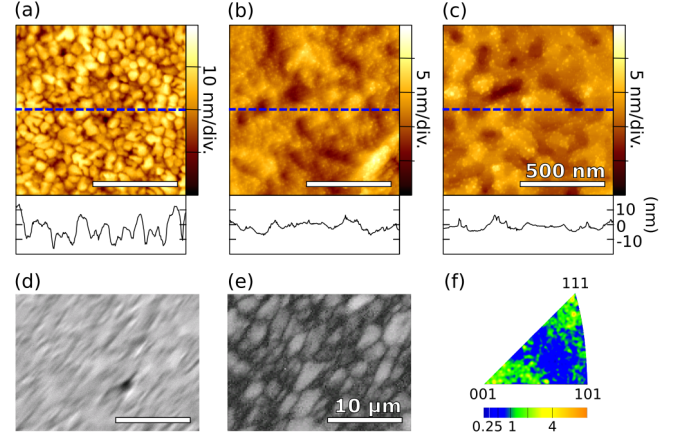 (a)
(b)
(c)
10 nm/div.
5 nm/div.
5 nm/div.
500 nm
10
0
-10
(nm)
(d)
(e)
(f)
10 μm
111
001
101
0.25 1 4